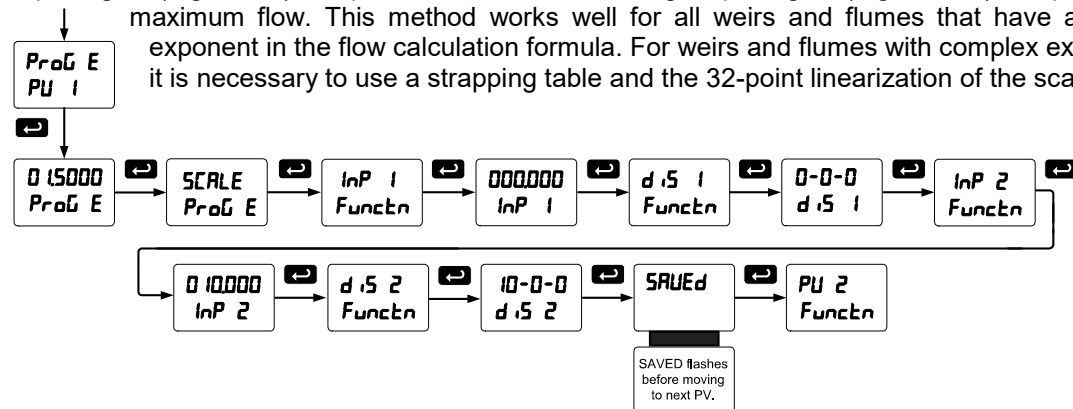 maximum flow. This method works well for all weirs and flumes that have a
exponent in the flow calculation formula. For weirs and flumes with complex ex
it is necessary to use a strapping table and the 32-point linearization of the sca
ProG E
PV 1
01.5000
ProG E
SCALE
ProG E
InP 1
Functn
000.000
InP 1
diS 1
Functn
0-0-0
diS 1
InP 2
Functn
010.000
InP 2
diS 2
Functn
10-0-0
diS 2
SAVEd
SAVED flashes
before moving
to next PV.
PV 2
Functn